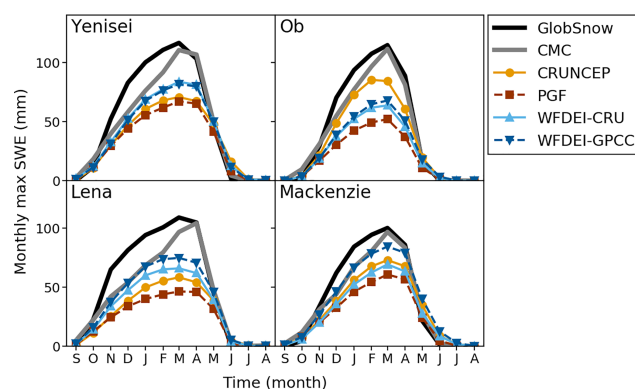 Yenisei
Ob
GlobSnow
CMC
CRUNCEP
PGF
WFDEI-CRU
WFDEI-GPCC
100
50
0
Lena
Mackenzie
100
50
0
Monthly max SWE (mm)
S O N D J F M A M J J A
S O N D J F M A M J J A
Time (month)